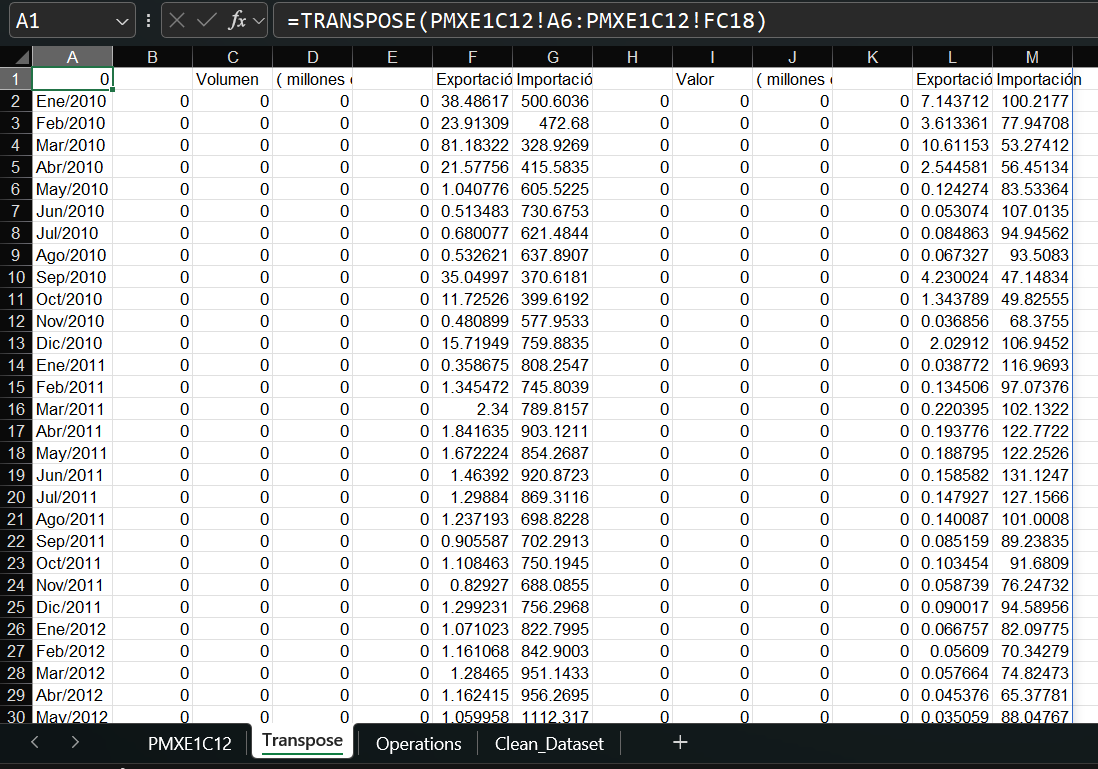 A1 fx =TRANSPOSE(PMXE1C12!A6:PMXE1C12!FC18)
A B C D E F G H I J K L M
1 0 Volumen ( millones Exportació Importació Valor ( millones Exportació Importación
2 Ene/2010 0 0 0 0 38.48617 500.6036 0 0 0 0 7.143712 100.2177
3 Feb/2010 0 0 0 0 23.91309 472.68 0 0 0 0 3.613361 77.94708
4 Mar/2010 0 0 0 0 81.18322 328.9269 0 0 0 0 10.61153 53.27412
5 Abr/2010 0 0 0 0 21.57756 415.5835 0 0 0 0 2.544581 56.45134
6 May/2010 0 0 0 0 1.040776 605.5225 0 0 0 0 0.124274 83.53364
7 Jun/2010 0 0 0 0 0.513483 730.6753 0 0 0 0 0.053074 107.0135
8 Jul/2010 0 0 0 0 0.680077 621.4844 0 0 0 0 0.084863 94.94562
9 Ago/2010 0 0 0 0 0.532621 637.8907 0 0 0 0 0.067327 93.5083
10 Sep/2010 0 0 0 0 35.04997 370.6181 0 0 0 0 4.230024 47.14834
11 Oct/2010 0 0 0 0 11.72526 399.6192 0 0 0 0 1.343789 49.82555
12 Nov/2010 0 0 0 0 0.480899 577.9533 0 0 0 0 0.036856 68.3755
13 Dic/2010 0 0 0 0 15.71949 759.8835 0 0 0 0 2.02912 106.9452
14 Ene/2011 0 0 0 0 0.358675 808.2547 0 0 0 0 0.038772 116.9693
15 Feb/2011 0 0 0 0 1.345472 745.8039 0 0 0 0 0.134506 97.07376
16 Mar/2011 0 0 0 0 2.34 789.8157 0 0 0 0 0.220395 102.1322
17 Abr/2011 0 0 0 0 1.841635 903.1211 0 0 0 0 0.193776 122.7722
18 May/2011 0 0 0 0 1.672224 854.2687 0 0 0 0 0.188795 122.2526
19 Jun/2011 0 0 0 0 1.46392 920.8723 0 0 0 0 0.158582 131.1247
20 Jul/2011 0 0 0 0 1.29884 869.3116 0 0 0 0 0.147927 127.1566
21 Ago/2011 0 0 0 0 1.237193 698.8228 0 0 0 0 0.140087 101.0008
22 Sep/2011 0 0 0 0 0.905587 702.2913 0 0 0 0 0.085159 89.23835
23 Oct/2011 0 0 0 0 1.108463 750.1945 0 0 0 0 0.103454 91.6809
24 Nov/2011 0 0 0 0 0.82927 688.0855 0 0 0 0 0.058739 76.24732
25 Dic/2011 0 0 0 0 1.299231 756.2968 0 0 0 0 0.090017 94.58956
26 Ene/2012 0 0 0 0 1.071023 822.7995 0 0 0 0 0.066757 82.09775
27 Feb/2012 0 0 0 0 1.161068 842.9003 0 0 0 0 0.05609 70.34279
28 Mar/2012 0 0 0 0 1.28465 951.1433 0 0 0 0 0.057664 74.82473
29 Abr/2012 0 0 0 0 1.162415 956.2695 0 0 0 0 0.045376 65.37781
30 May/2012 0 0 0 0 1.059958 1112.317 0 0 0 0 0.035059 88.04767
PMXE1C12 Transpose Operations Clean_Dataset +